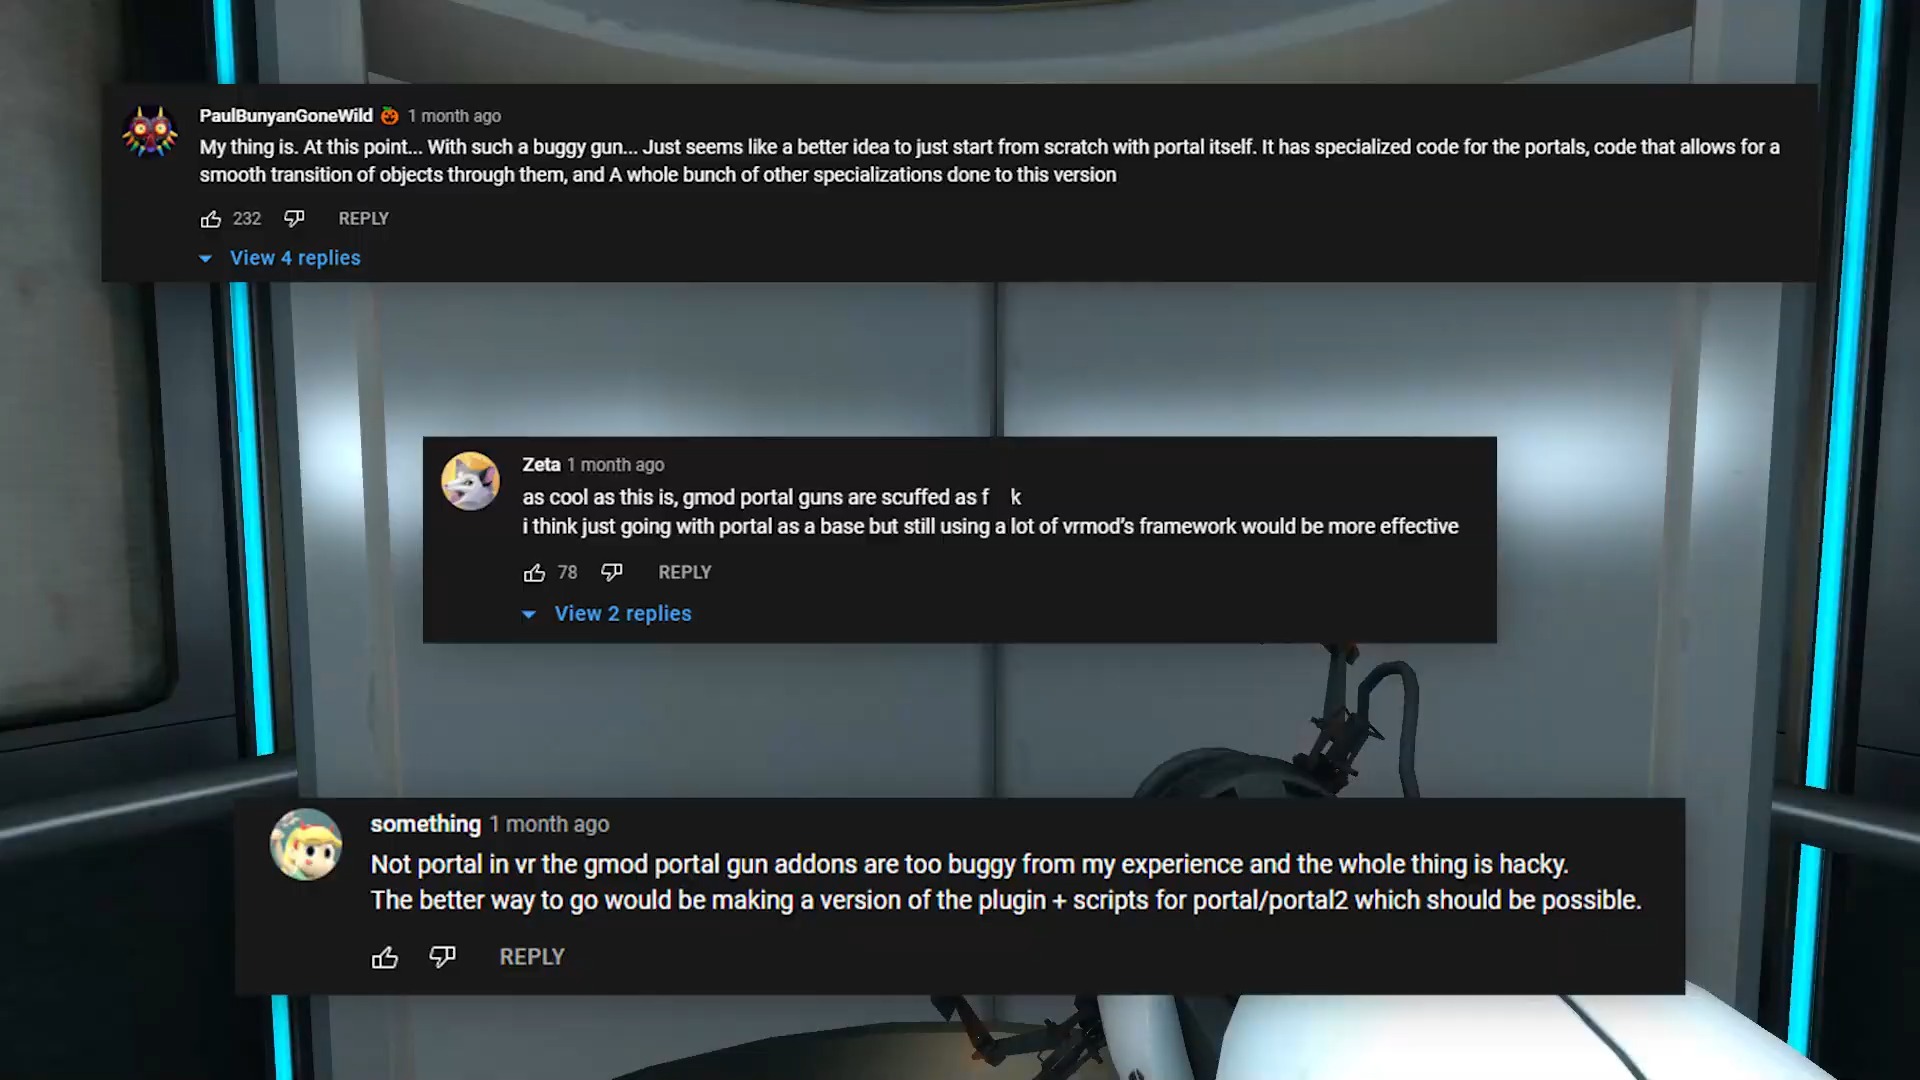 PaulBunyanGoneWild 🎃 1 month ago
My thing is. At this point... With such a buggy gun... Just seems like a better idea to just start from scratch with portal itself. It has specialized code for the portals, code that allows for a
smooth transition of objects through them, and A whole bunch of other specializations done to this version
232 REPLY
View 4 replies
Zeta 1 month ago
as cool as this is, gmod portal guns are scuffed as f k
i think just going with portal as a base but still using a lot of vrmod's framework would be more effective
78 REPLY
View 2 replies
something 1 month ago
Not portal in vr the gmod portal gun addons are too buggy from my experience and the whole thing is hacky.
The better way to go would be making a version of the plugin + scripts for portal/portal2 which should be possible.
REPLY